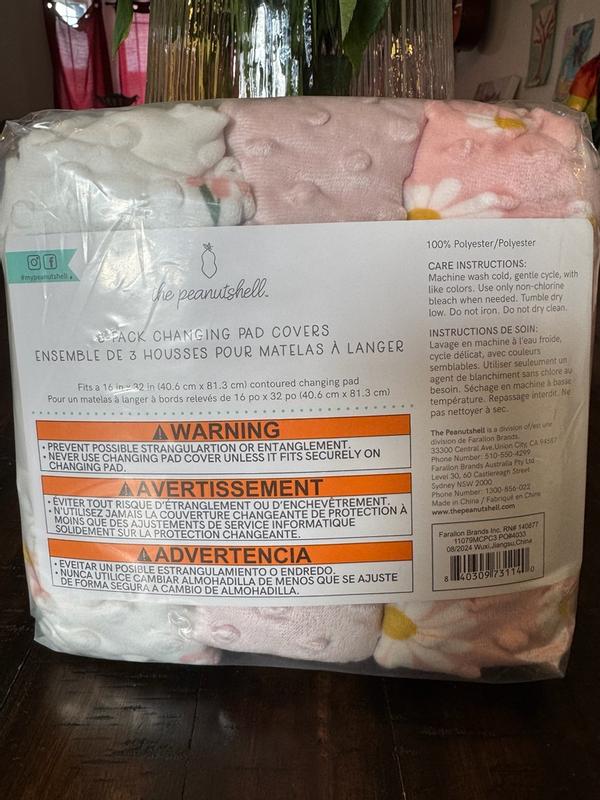 #mypeanutshell
the peanutshell™
3-PACK CHANGING PAD COVERS
ENSEMBLE DE 3 HOUSSES POUR MATELAS À LANGER
Fits a 16 in x 32 in (40.6 cm x 81.3 cm) contoured changing pad
Pour un matelas à langer à bords relevés de 16 po x 32 po (40.6 cm x 81.3 cm)
WARNING
• PREVENT POSSIBLE STRANGULARTION OR ENTANGLEMENT.
• NEVER USE CHANGING PAD COVER UNLESS IT FITS SECURELY ON
CHANGING PAD.
AVERTISSEMENT
• ÉVITER TOUT RISQUE D'ÉTRANGLEMENT OU D'ENCHEVÊTREMENT.
• N'UTILISEZ JAMAIS LA COUVERTURE CHANGEANTE DE PROTECTION À
MOINS QUE DES AJUSTEMENTS DE SERVICE INFORMATIQUE
SOLIDEMENT SUR LA PROTECTION CHANGEANTE.
ADVERTENCIA
• EVEITAR UN POSIBLE ESTRANGULAMIENTO O ENDREDO.
• NUNCA UTILICE CAMBIAR ALMOHADILLA DE MENOS QUE SE AJUSTE
DE FORMA SEGURA A CAMBIO DE ALMOHADILLA.
100% Polyester/Polyester
CARE INSTRUCTIONS:
Machine wash cold, gentle cycle, with
like colors. Use only non-chlorine
bleach when needed. Tumble dry
low. Do not iron. Do not dry clean.
INSTRUCTIONS DE SOIN:
Lavage en machine à l'eau froide,
cycle délicat, avec couleurs
semblables. Utiliser seulement un
agent de blanchiment sans chlore au
besoin. Séchage en machine à basse
température. Repassage interdit. Ne
pas nettoyer à sec.
The Peanutshell is a division of/est une
division de Farallon Brands.
33300 Central Ave.Union City, CA 94587
Phone Number: 510-550-4299
Farallon Brands Australia Pty Ltd
Level 30, 60 Castlereagh Street
Sydney NSW 2000
Phone Number: 1300-856-022
Made in China / Fabriqué en Chine
www.thepeanutshell.com
Farallon Brands Inc. RN# 140877
11079MCPC3 PO#4033
08/2024 Wuxi,Jiangsu,China
8 40309 73114 0